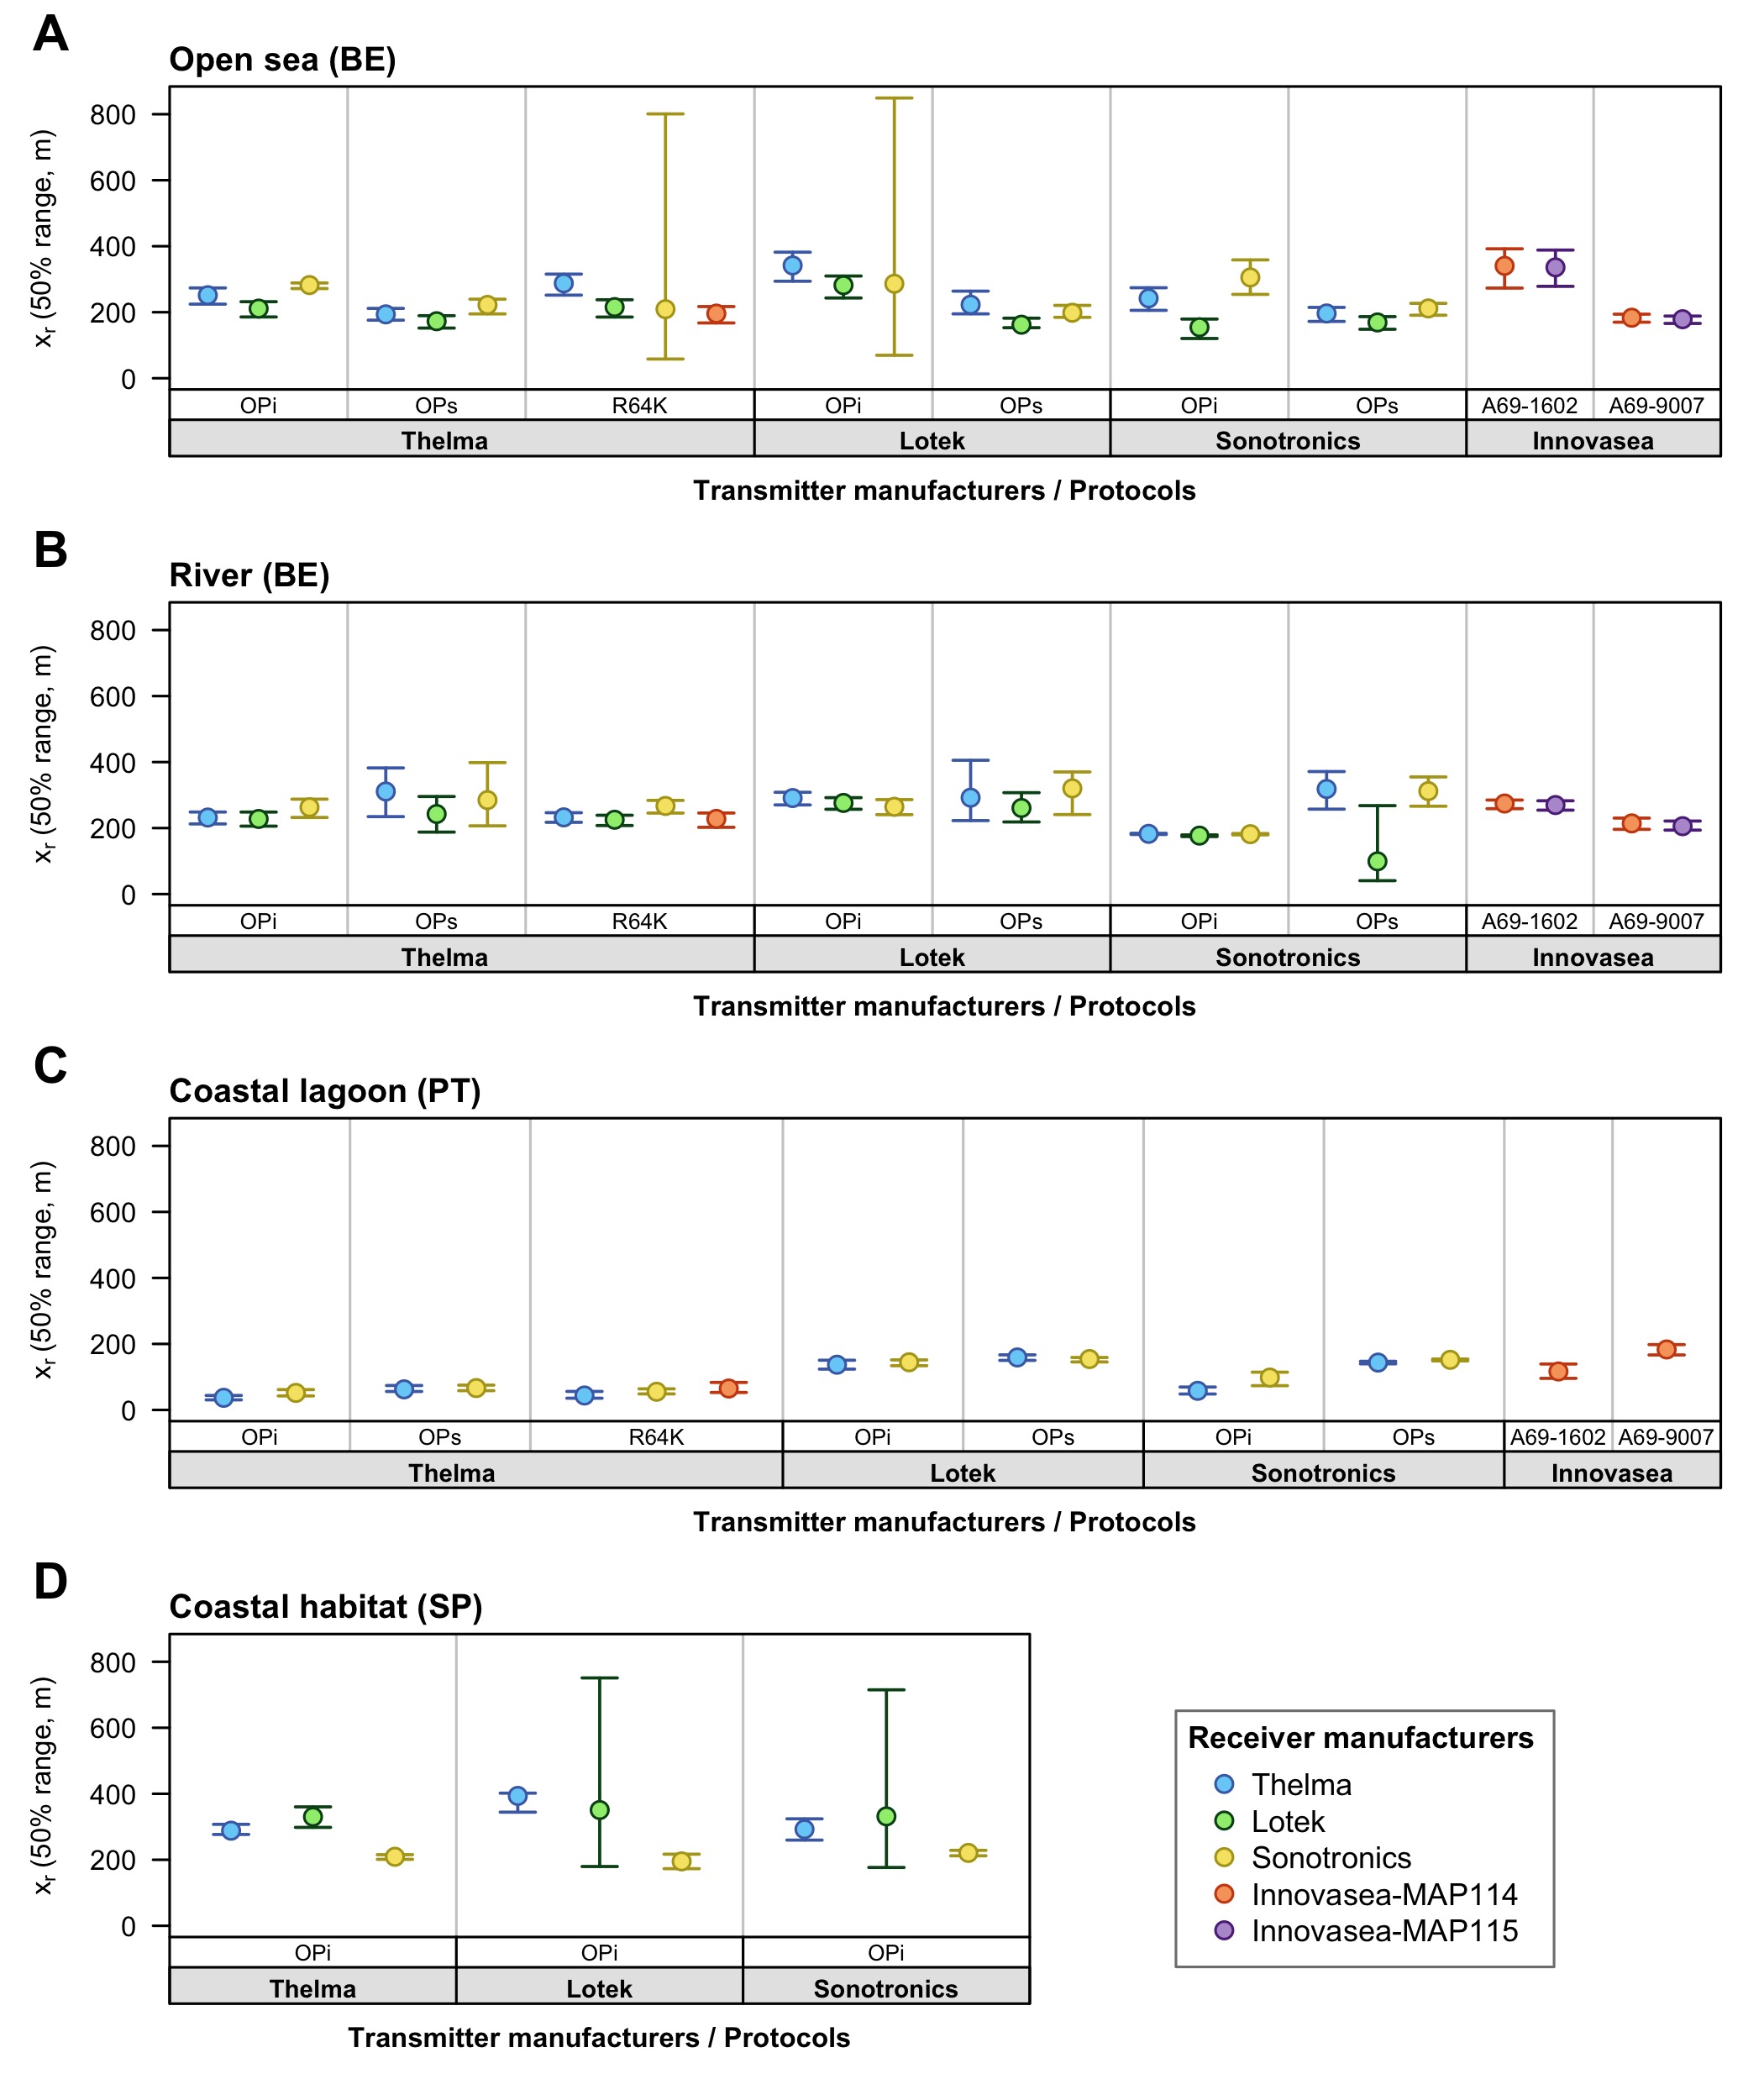 A
Open sea (BE)
xr (50% range, m)
800
600
400
200
0
OPi OPs R64K OPi OPs OPi OPs A69-1602 A69-9007
Thelma Lotek Sonotronics Innovasea
Transmitter manufacturers / Protocols
B
River (BE)
xr (50% range, m)
800
600
400
200
0
OPi OPs R64K OPi OPs OPi OPs A69-1602 A69-9007
Thelma Lotek Sonotronics Innovasea
Transmitter manufacturers / Protocols
C
Coastal lagoon (PT)
xr (50% range, m)
800
600
400
200
0
OPi OPs R64K OPi OPs OPi OPs A69-1602 A69-9007
Thelma Lotek Sonotronics Innovasea
Transmitter manufacturers / Protocols
D
Coastal habitat (SP)
xr (50% range, m)
800
600
400
200
0
OPi OPi OPi
Thelma Lotek Sonotronics
Transmitter manufacturers / Protocols
Receiver manufacturers
Thelma
Lotek
Sonotronics
Innovasea-MAP114
Innovasea-MAP115